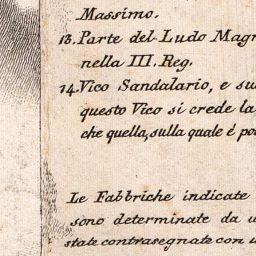 Massimo.
13. Parte del Ludo Magn
nella III. Reg.
14. Vico Sandalario, e su
questo Vico si crede la
che quella, sulla quale é po
Le Fabbriche indicate
sono determinate da u
state contrasegnate con u